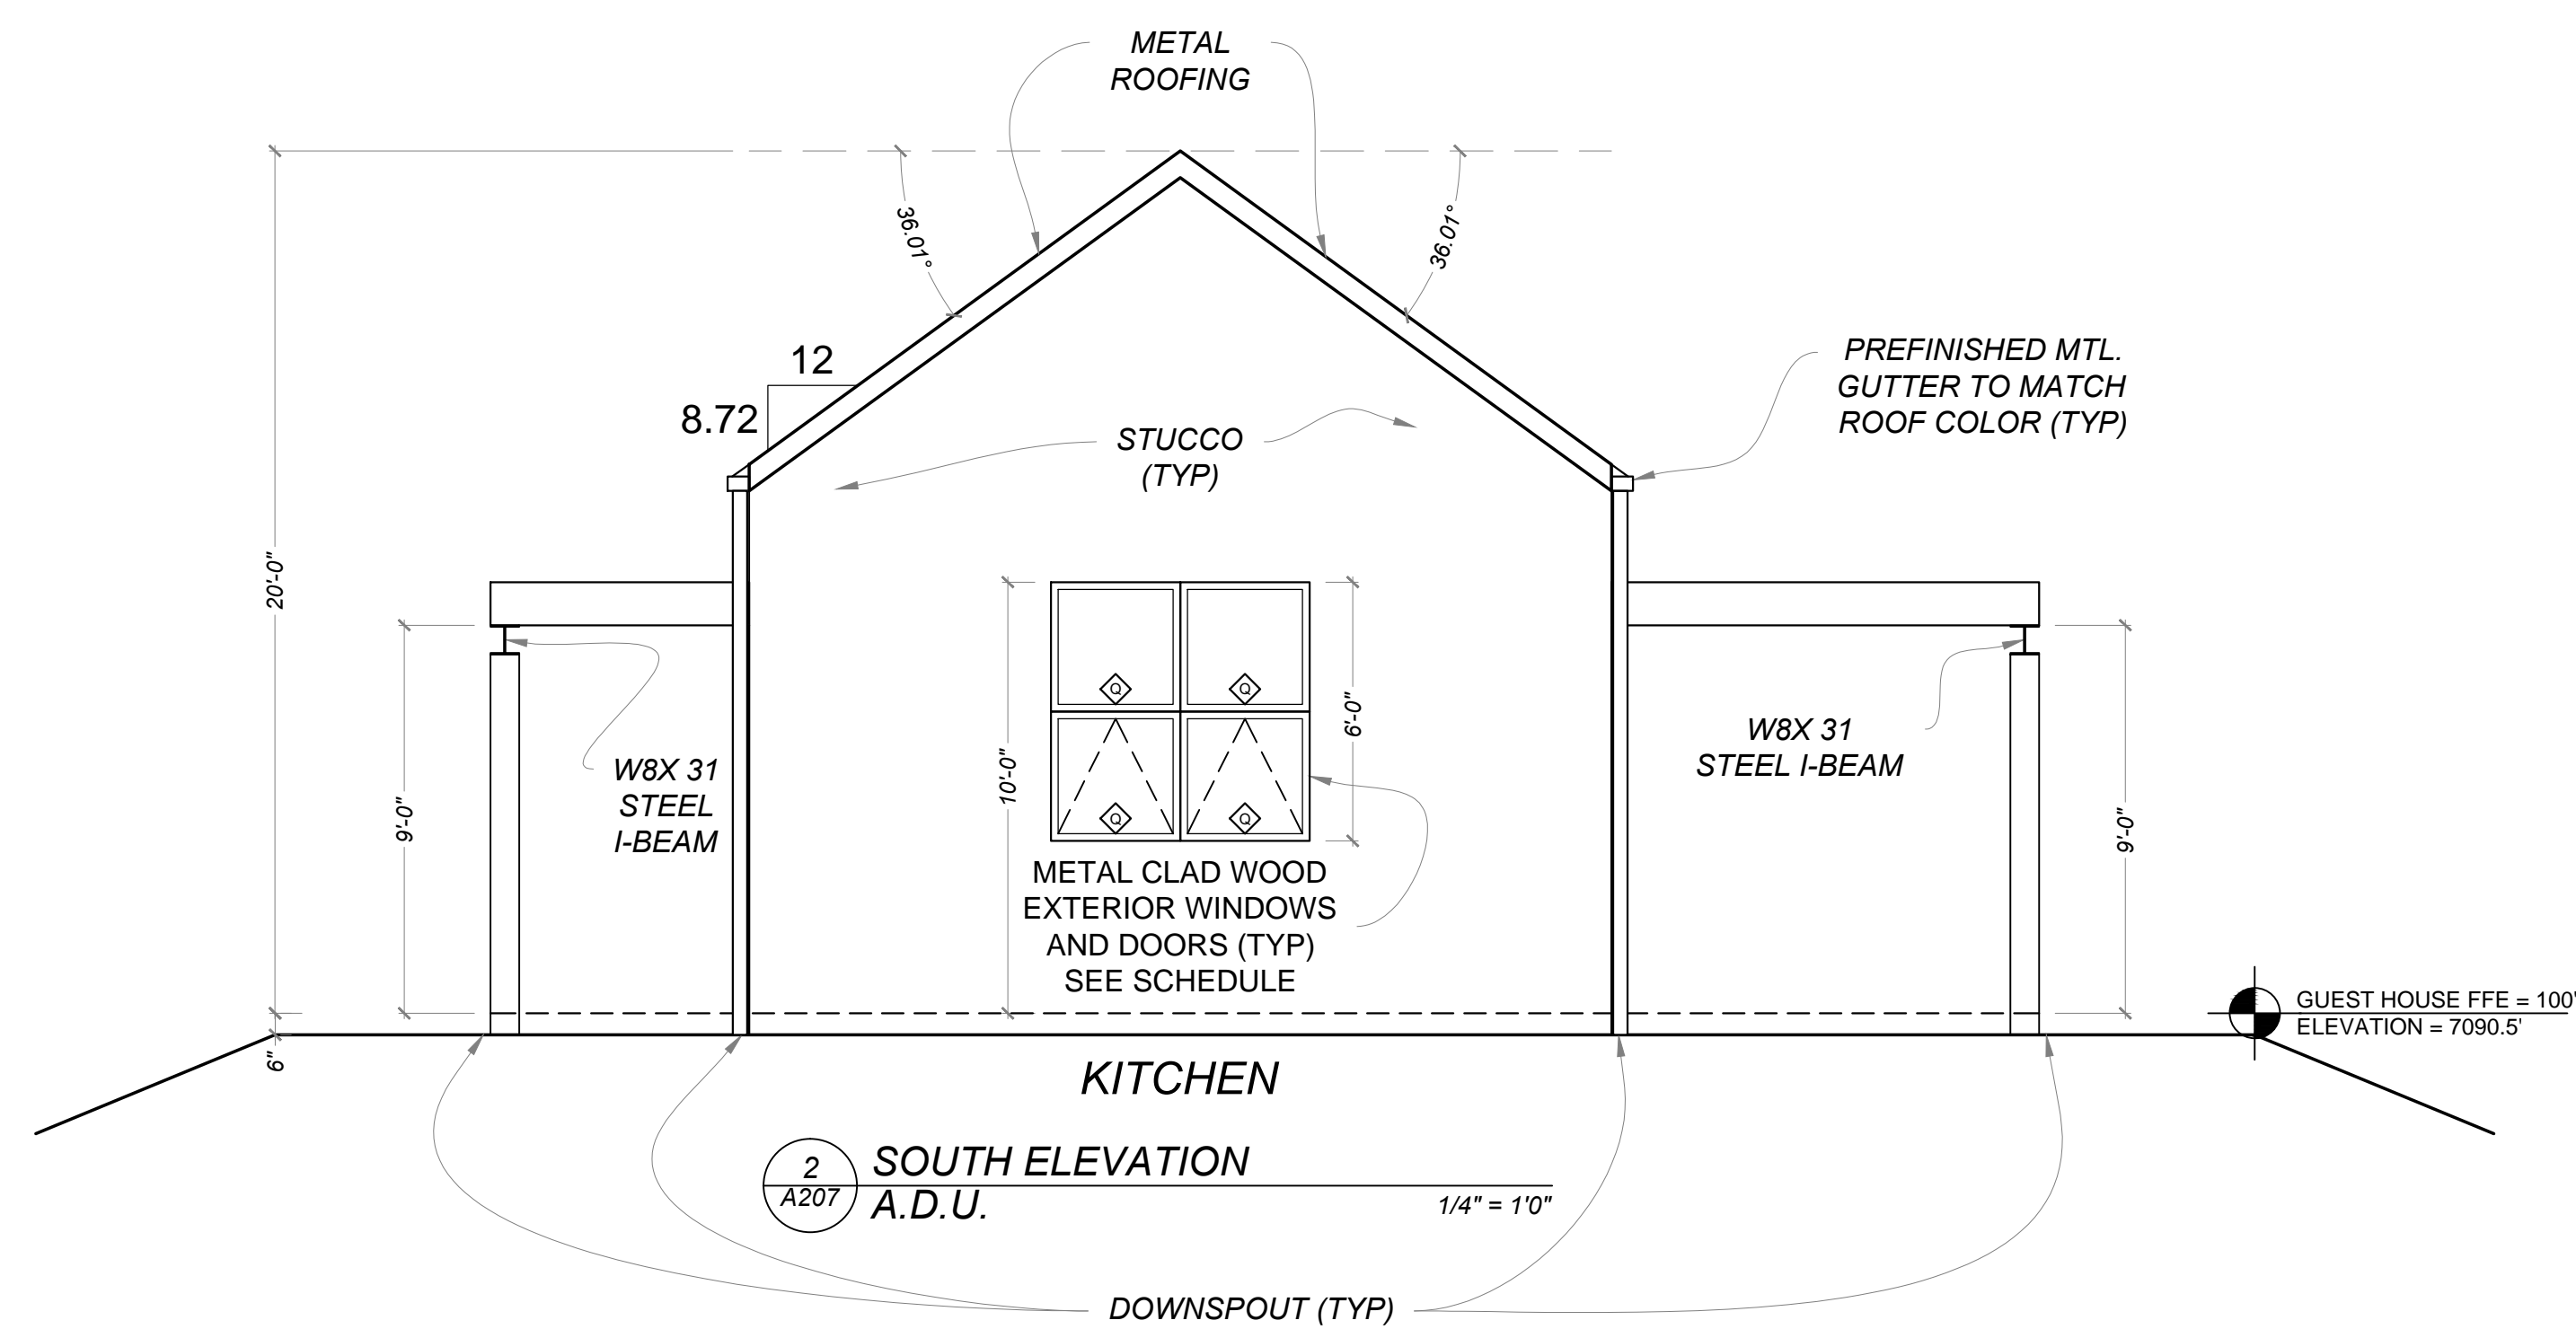 METAL
ROOFING
36.01°
36.01°
12
8.72
PREFINISHED MTL.
GUTTER TO MATCH
ROOF COLOR (TYP)
STUCCO
(TYP)
20'-0"
9'-0"
W8X 31
STEEL
I-BEAM
10'-0"
Q
Q
Q
Q
6'-0"
METAL CLAD WOOD
EXTERIOR WINDOWS
AND DOORS (TYP)
SEE SCHEDULE
W8X 31
STEEL I-BEAM
9'-0"
GUEST HOUSE FFE = 100'
ELEVATION = 7090.5'
6"
KITCHEN
2
A207
SOUTH ELEVATION
A.D.U.
1/4" = 1'0"
DOWNSPOUT (TYP)